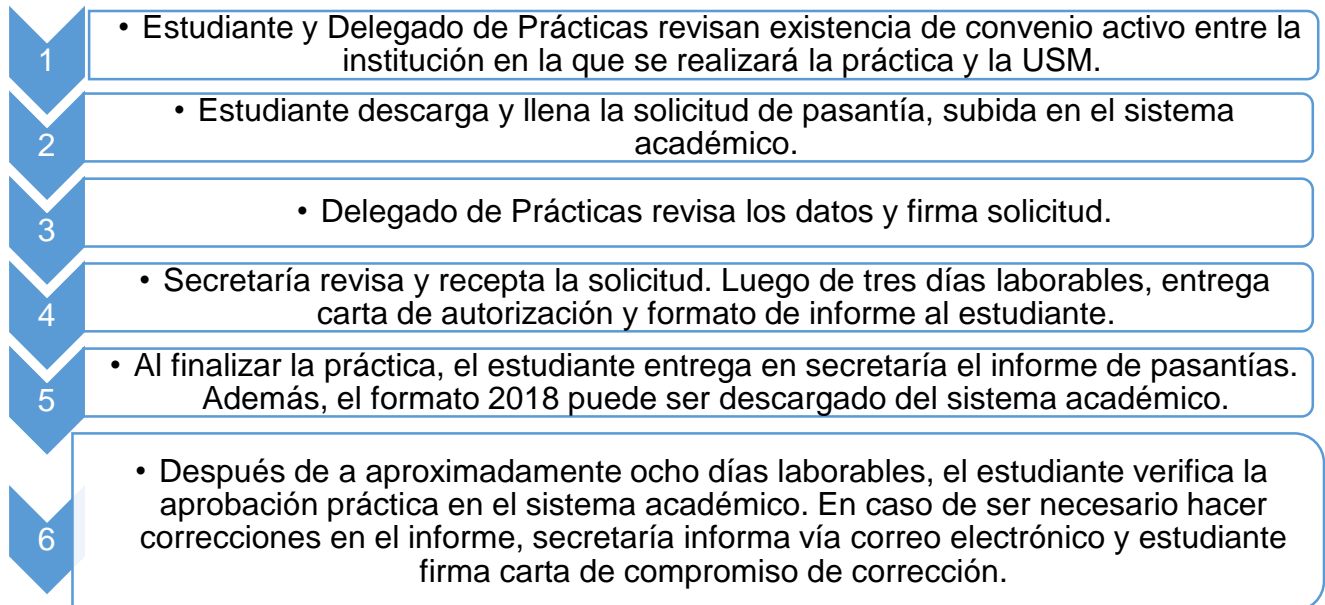 1
• Estudiante y Delegado de Prácticas revisan existencia de convenio activo entre la
institución en la que se realizará la práctica y la USM.
2
• Estudiante descarga y llena la solicitud de pasantía, subida en el sistema
académico.
3
• Delegado de Prácticas revisa los datos y firma solicitud.
4
• Secretaría revisa y recepta la solicitud. Luego de tres días laborables, entrega
carta de autorización y formato de informe al estudiante.
5
• Al finalizar la práctica, el estudiante entrega en secretaría el informe de pasantías.
Además, el formato 2018 puede ser descargado del sistema académico.
6
• Después de a aproximadamente ocho días laborables, el estudiante verifica la
aprobación práctica en el sistema académico. En caso de ser necesario hacer
correcciones en el informe, secretaría informa vía correo electrónico y estudiante
firma carta de compromiso de corrección.